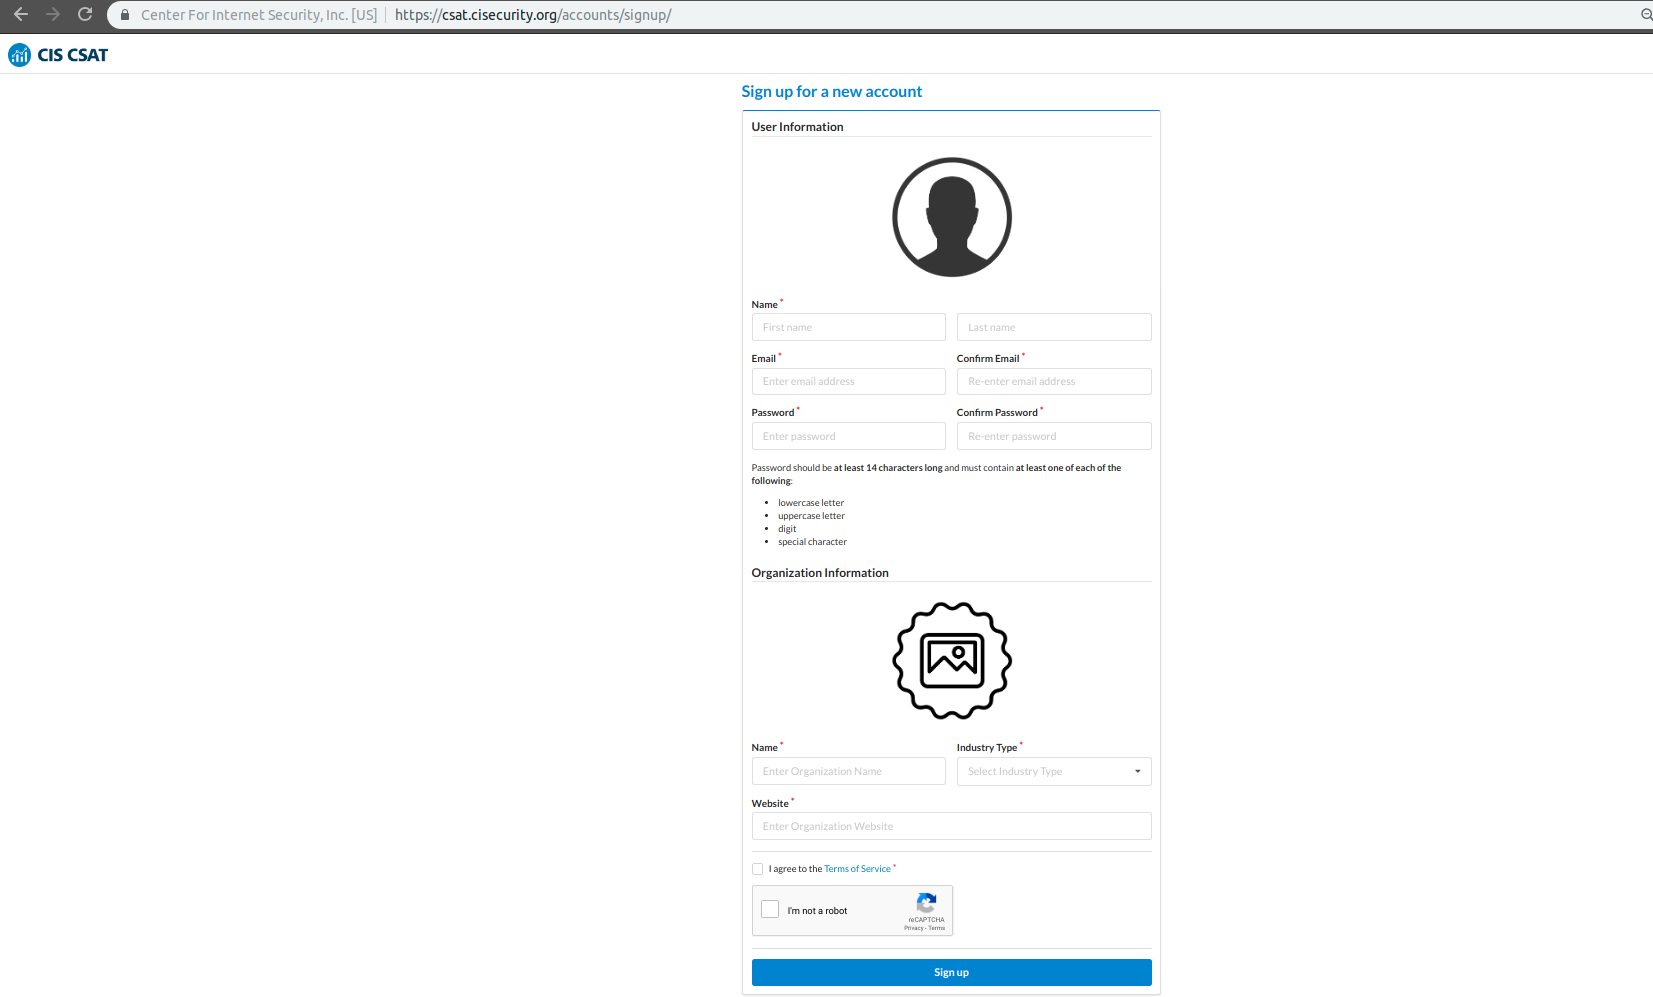 Center For Internet Security, Inc. [US] https://csat.cisecurity.org/accounts/signup/
CIS CSAT
Sign up for a new account
User Information
Name *
First name Last name
Email * Confirm Email *
Enter email address Re-enter email address
Password * Confirm Password *
Enter password Re-enter password
Password should be at least 14 characters long and must contain at least one of each of the
following:
• lowercase letter
• uppercase letter
• digit
• special character
Organization Information
Name * Industry Type *
Enter Organization Name Select Industry Type
Website *
Enter Organization Website
I agree to the Terms of Service *
I'm not a robot
reCAPTCHA
Privacy - Terms
Sign up